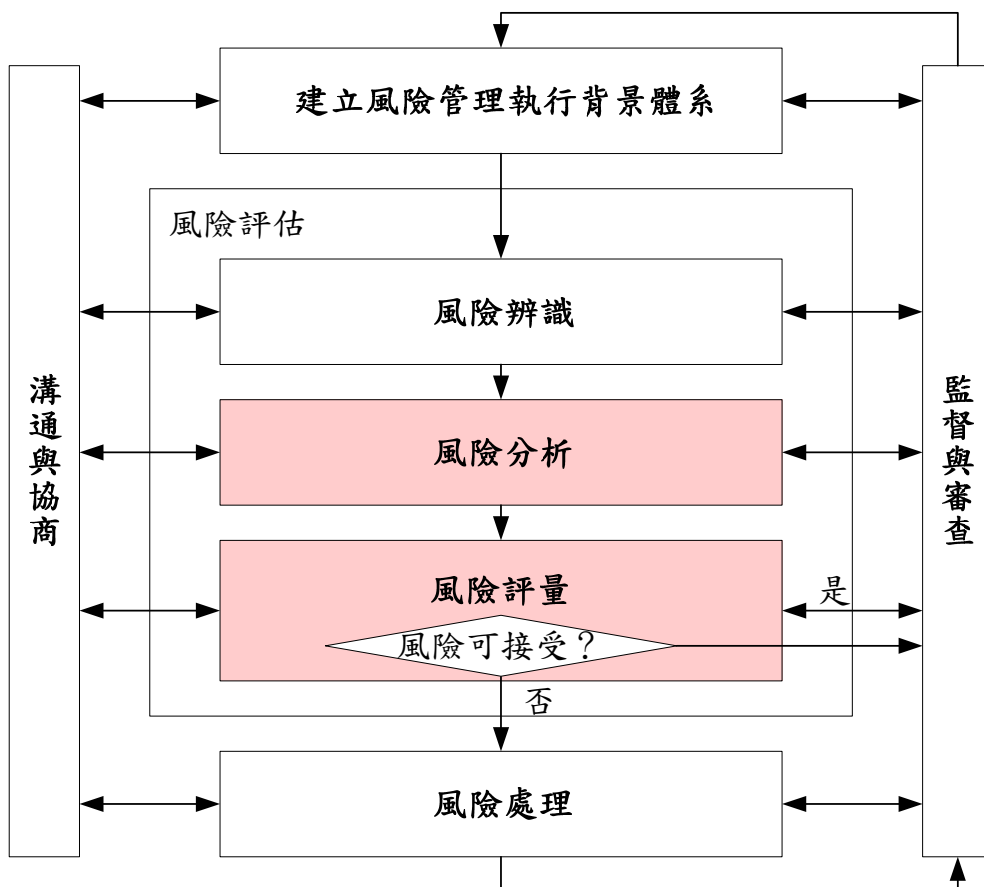 建立風險管理執行背景體系
風險評估
風險辨識
溝通與協商
監督與審查
風險分析
風險評量
是
風險可接受？
否
風險處理